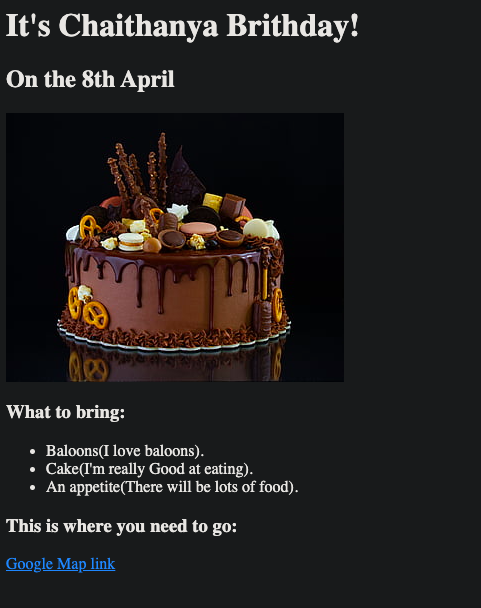 It's Chaithanya Brithday!
On the 8th April
What to bring:
Baloons(I love baloons).
Cake(I'm really Good at eating).
An appetite(There will be lots of food).
This is where you need to go:
Google Map link